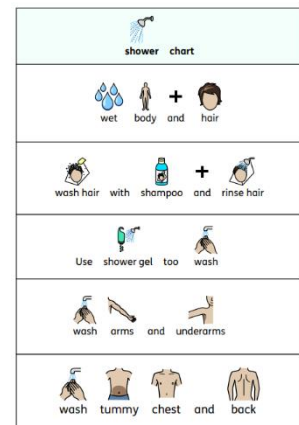 shower chart
wet body and hair
wash hair with shampoo and rinse hair
Use shower gel too wash
wash arms and underarms
wash tummy chest and back